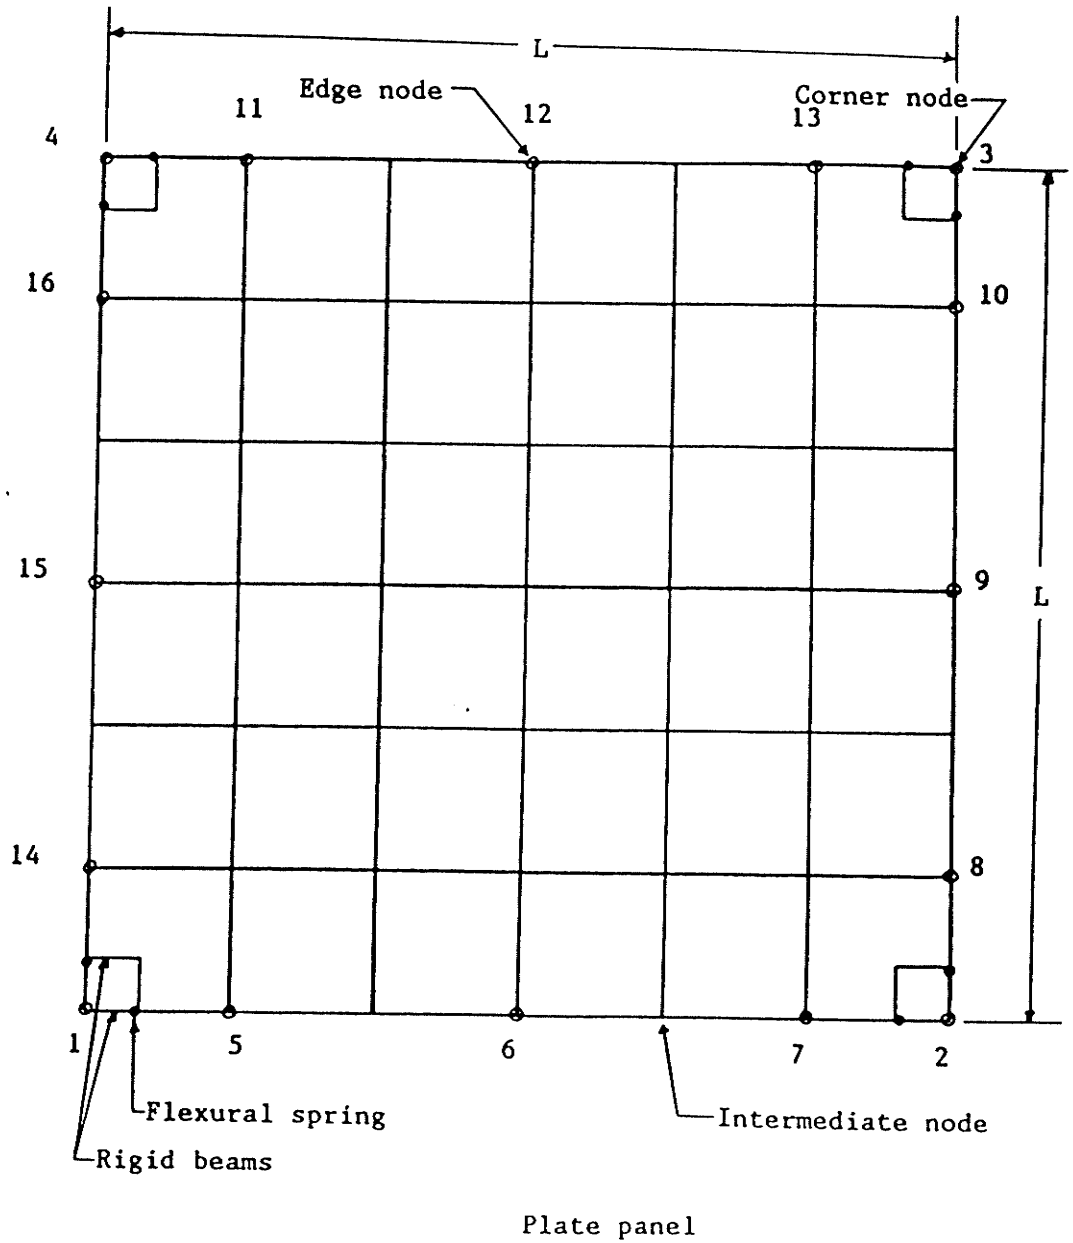 L
Edge node
Corner node
4
11
12
13
3
16
10
15
9
L
14
8
1
5
6
7
2
Flexural spring
Intermediate node
Rigid beams
Plate panel